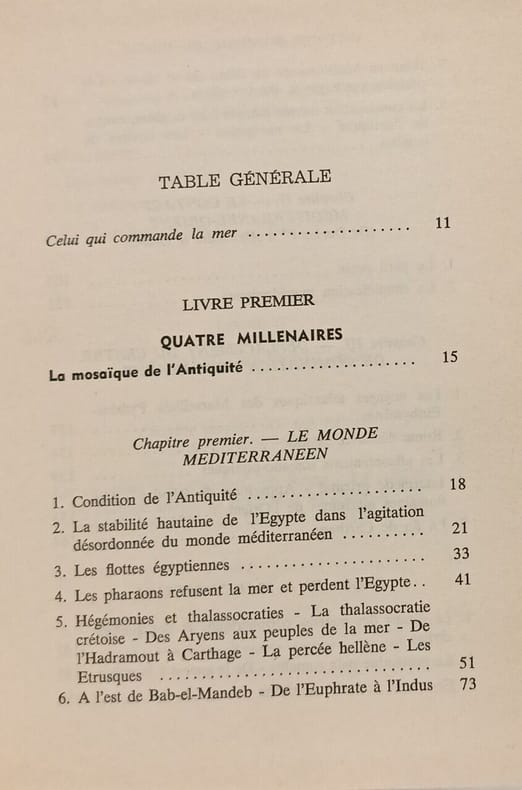 TABLE GÉNÉRALE
Celui qui commande la mer .................... 11
LIVRE PREMIER
QUATRE MILLENAIRES
La mosaïque de l'Antiquité .................... 15
Chapitre premier. — LE MONDE
MEDITERRANEEN
1. Condition de l'Antiquité ...................... 18
2. La stabilité hautaine de l'Egypte dans l'agitation
désordonnée du monde méditerranéen .......... 21
3. Les flottes égyptiennes ........................ 33
4. Les pharaons refusent la mer et perdent l'Egypte.. 41
5. Hégémonies et thalassocraties - La thalassocratie
crétoise - Des Aryens aux peuples de la mer - De
l'Hadramout à Carthage - La percée hellène - Les
Etrusques ................................ 51
6. A l'est de Bab-el-Mandeb - De l'Euphrate à l'Indus 73